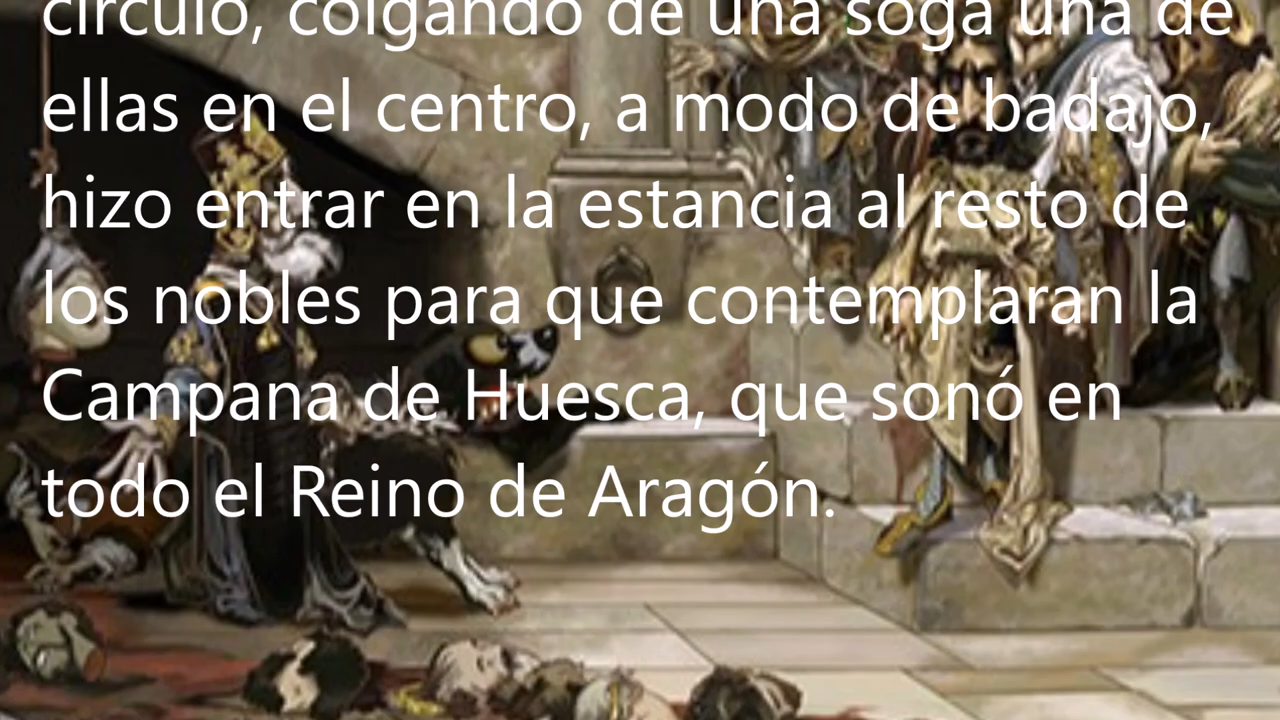 círculo, colgando de una soga una de
ellas en el centro, a modo de badajo,
hizo entrar en la estancia al resto de
los nobles para que contemplaran la
Campana de Huesca, que sonó en
todo el Reino de Aragón.